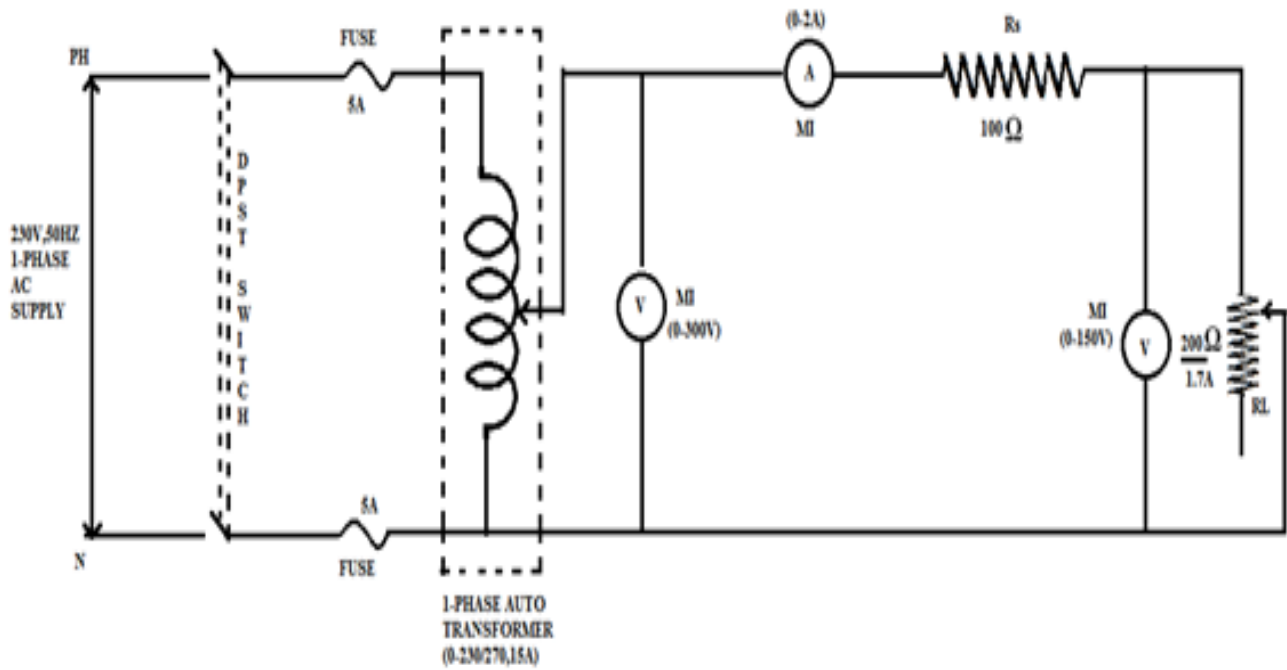 (0-2A)
Rs
FUSE
PH
A
5A
MI
100 Ω
D
P
S
T
S
W
I
T
C
H
230V,50HZ
1-PHASE
AC
SUPPLY
V
MI
(0-300V)
MI
(0-150V)
V
200 Ω
1.7A
RL
5A
N
FUSE
1-PHASE AUTO
TRANSFORMER
(0-230/270,15A)